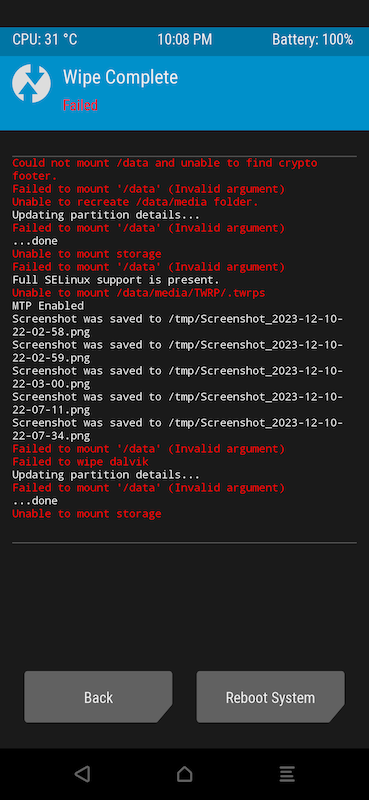 CPU: 31 °C 10:08 PM Battery: 100%
Wipe Complete
Failed
Could not mount /data and unable to find crypto
footer.
Failed to mount '/data' (Invalid argument)
Unable to recreate /data/media folder.
Updating partition details...
Failed to mount '/data' (Invalid argument)
...done
Unable to mount storage
Failed to mount '/data' (Invalid argument)
Full SELinux support is present.
Unable to mount /data/media/TWRP/.twrps
MTP Enabled
Screenshot was saved to /tmp/Screenshot_2023-12-10-
22-02-58.png
Screenshot was saved to /tmp/Screenshot_2023-12-10-
22-02-59.png
Screenshot was saved to /tmp/Screenshot_2023-12-10-
22-03-00.png
Screenshot was saved to /tmp/Screenshot_2023-12-10-
22-07-11.png
Screenshot was saved to /tmp/Screenshot_2023-12-10-
22-07-34.png
Failed to mount '/data' (Invalid argument)
Failed to wipe dalvik
Updating partition details...
Failed to mount '/data' (Invalid argument)
...done
Unable to mount storage
Back Reboot System